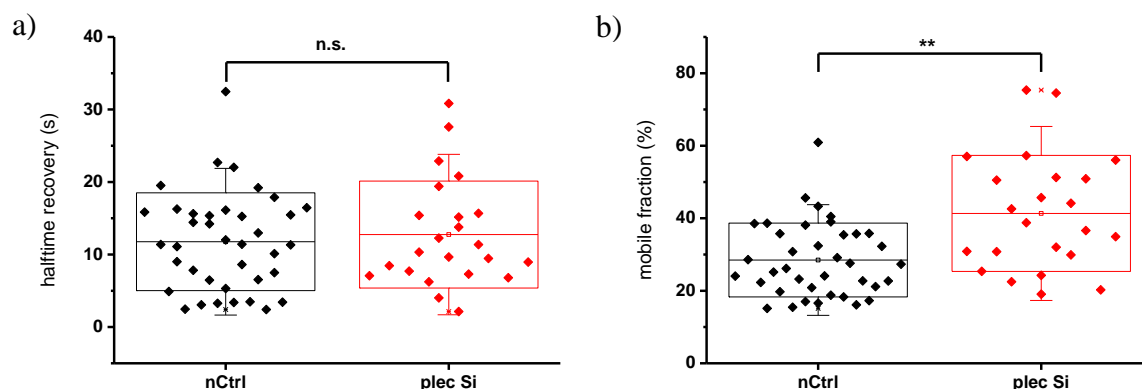 a)
n.s.
halftime recovery (s)
40
30
20
10
0
nCtrl
plec Si
b)
**
mobile fraction (%)
80
60
40
20
0
nCtrl
plec Si